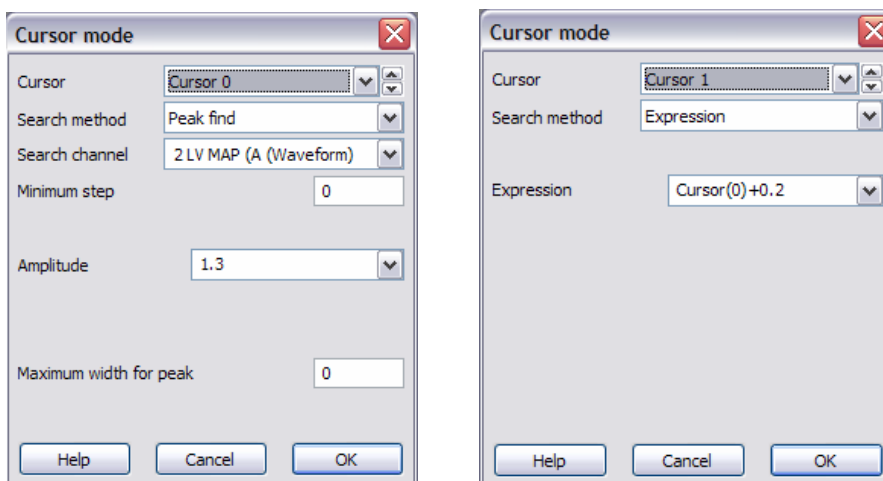 Cursor mode
Cursor Cursor 0
Search method Peak find
Search channel 2 LV MAP (A (Waveform)
Minimum step 0
Amplitude 1.3
Maximum width for peak 0
Help Cancel OK
Cursor mode
Cursor Cursor 1
Search method Expression
Expression Cursor(0)+0.2
Help Cancel OK